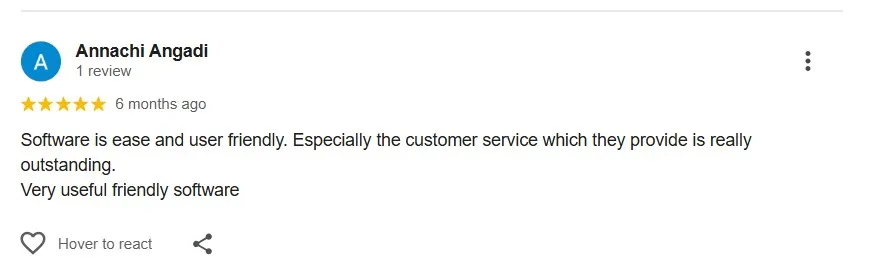 A
Annachi Angadi
1 review
6 months ago
Software is ease and user friendly. Especially the customer service which they provide is really
outstanding.
Very useful friendly software
Hover to react